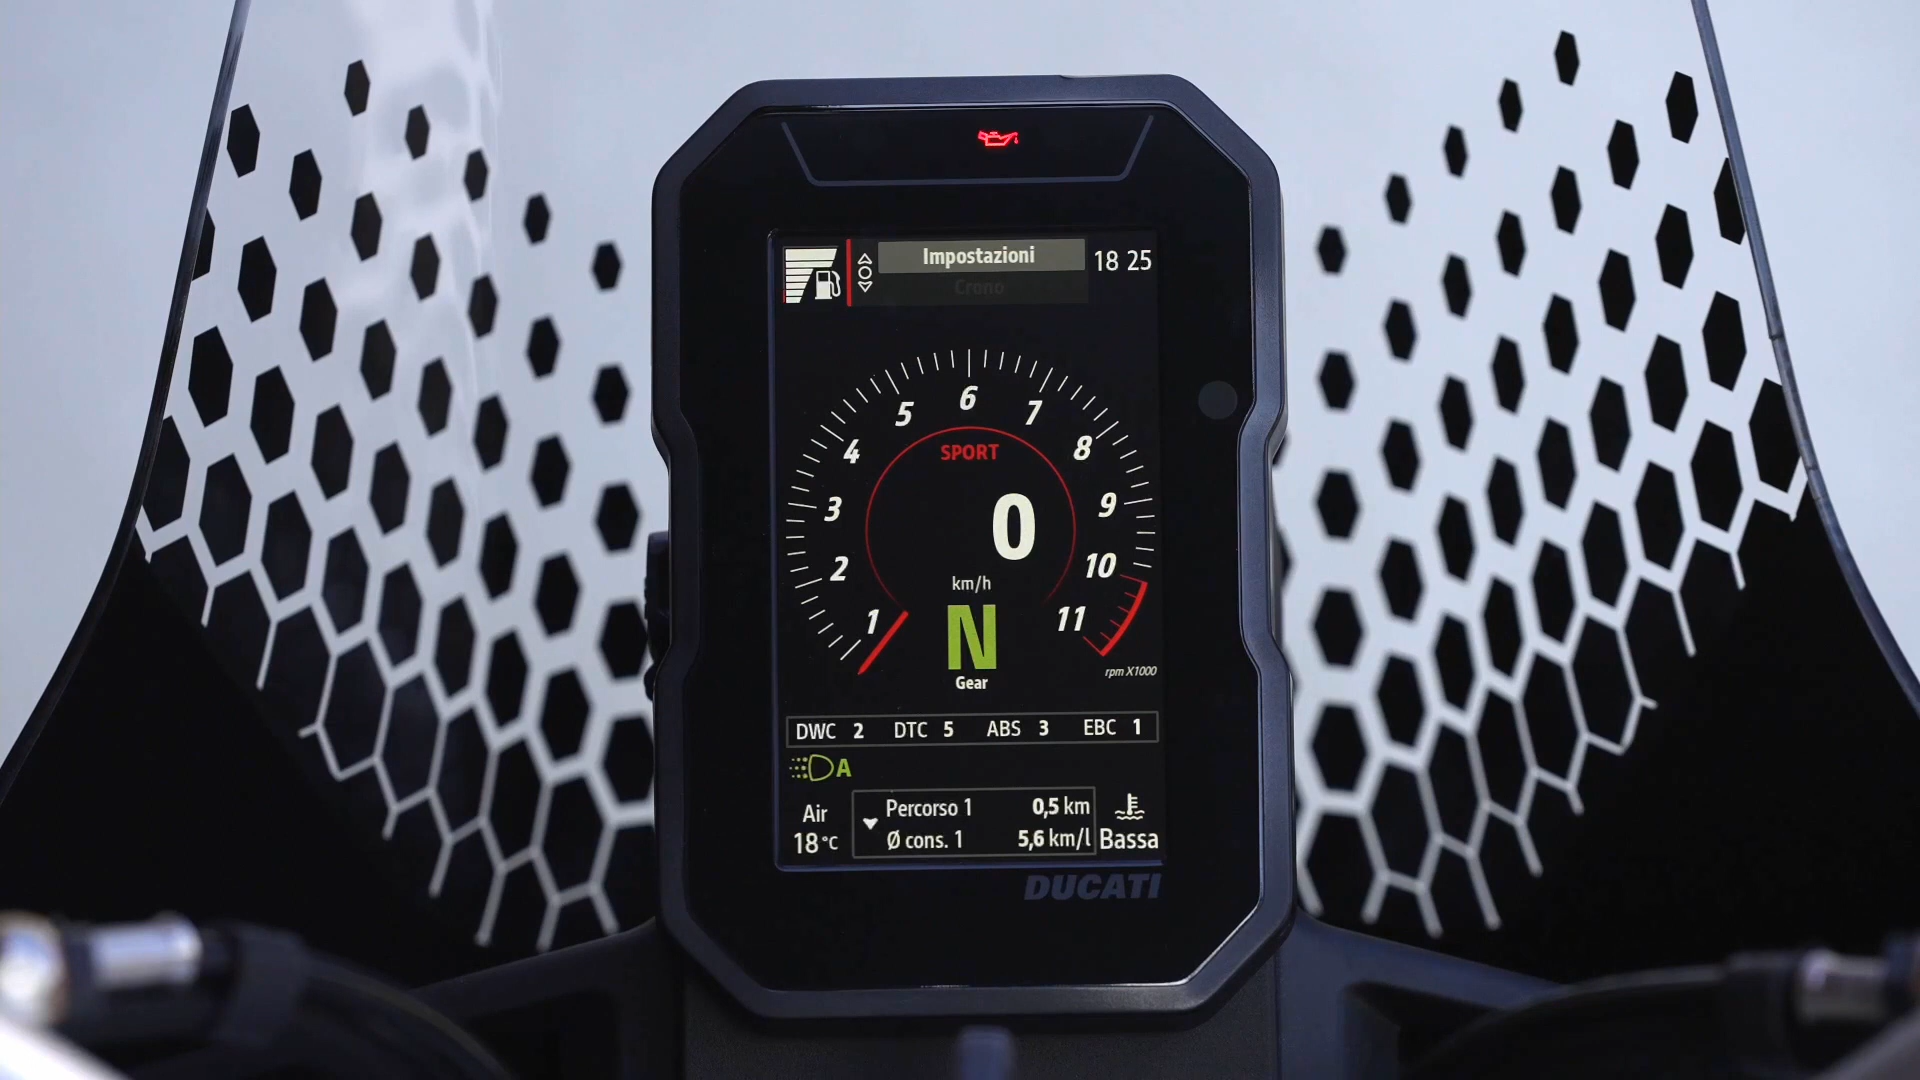 Impostazioni
Crono
18 25
1
2
3
4
5
6
7
8
9
10
11
SPORT
0
km/h
N
Gear
rpm X1000
DWC 2 DTC 5 ABS 3 EBC 1
A
Air
18 °C
Percorso 1 0,5 km
Ø cons. 1 5,6 km/l
Bassa
DUCATI